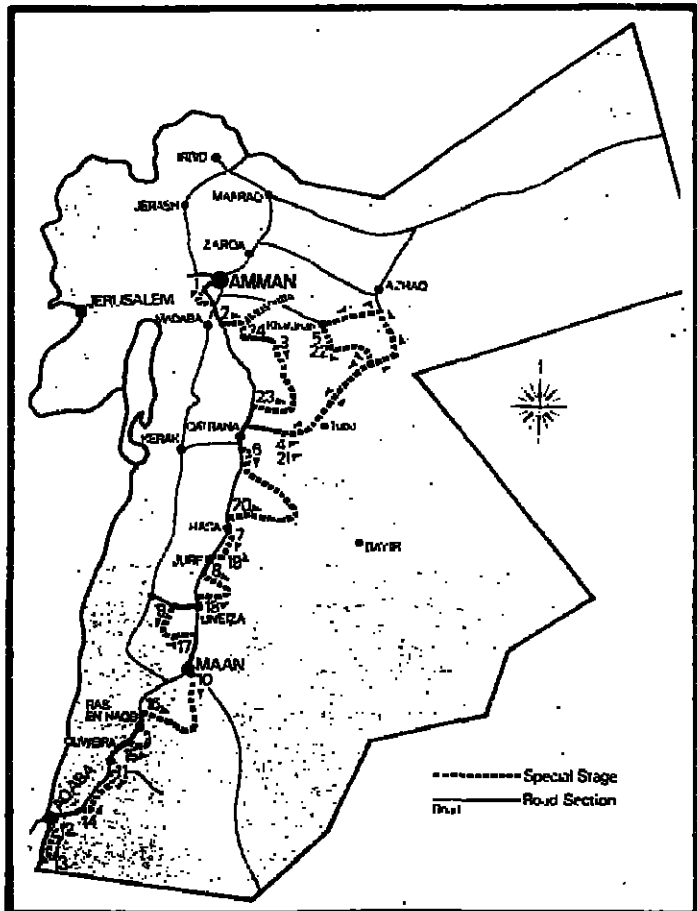 IRBID
JERASH
MAFRAQ
ZARQA
1
AMMAN
AZRAQ
JERUSALEM
MADABA
2
24
3
5
22
23
QATRANA
KERAK
4
21
6
20
HASA
7
JURF
19
8
BAYIR
9
18
UNEIZA
17
MAAN
10
RAS
EN NAQB
QUWEIRA
11
AQABA
14
12
13
Special Stage
Road Section